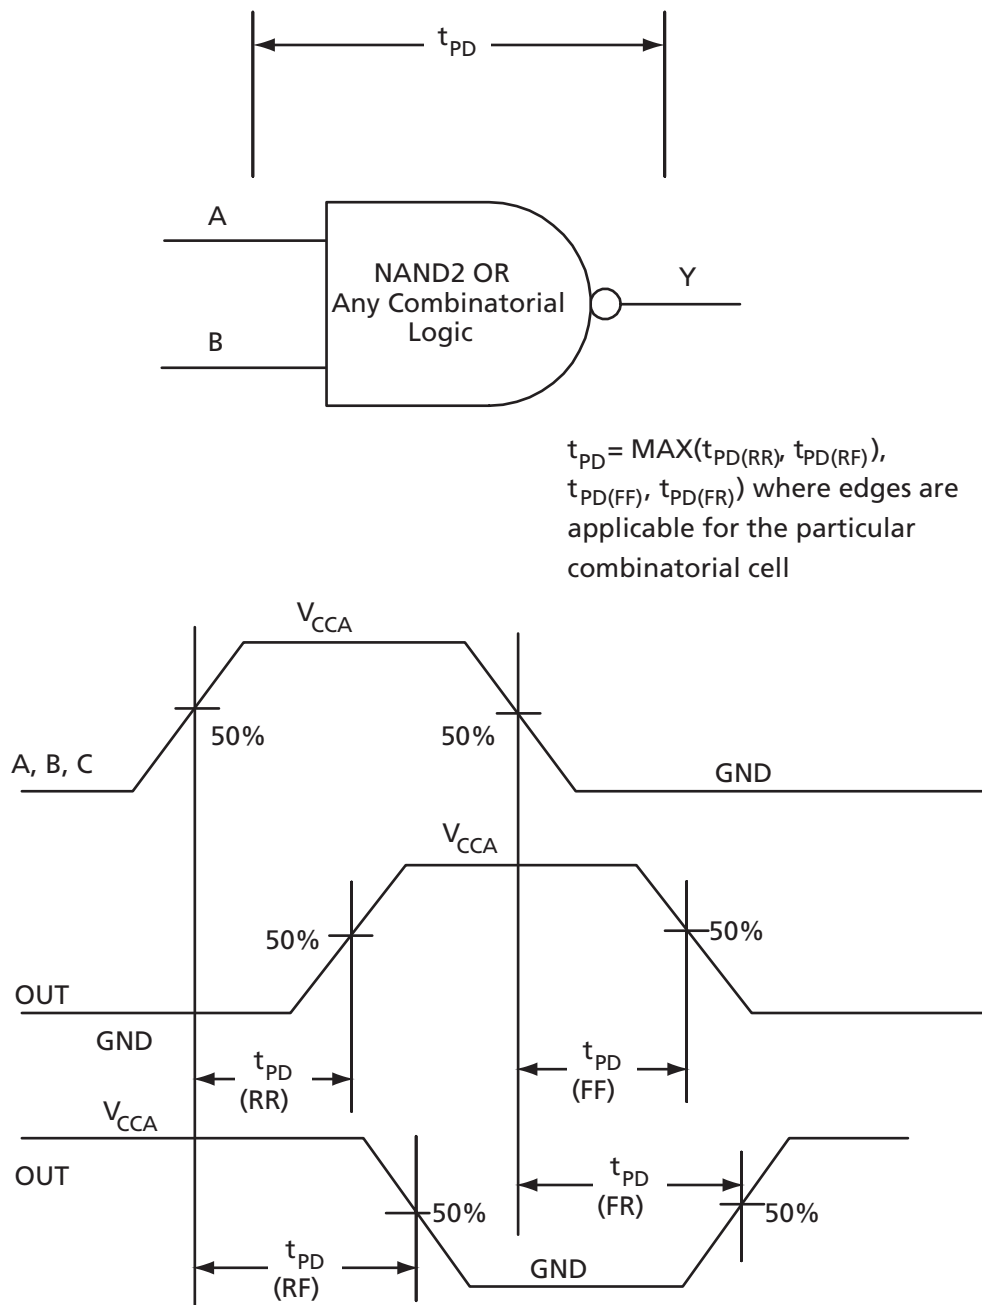 tPD
A
NAND2 OR
Any Combinatorial
Logic
Y
B
tPD= MAX(tPD(RR), tPD(RF)),
tPD(FF), tPD(FR)) where edges are
applicable for the particular
combinatorial cell
VCCA
50%
50%
A, B, C
GND
VCCA
50%
50%
OUT
GND
tPD
(RR)
tPD
(FF)
VCCA
OUT
tPD
(FR)
50%
50%
tPD
(RF)
GND